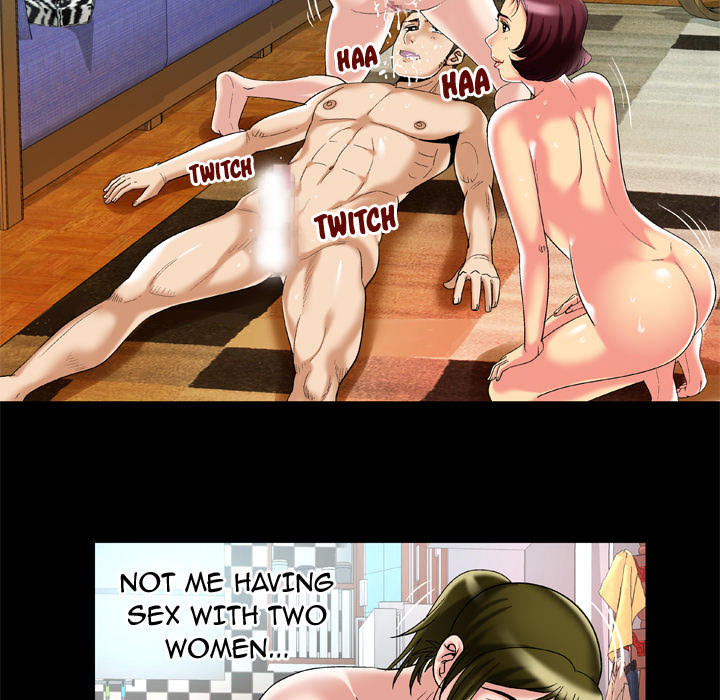 HAA
HAA
TWITCH
TWITCH
NOT ME HAVING
SEX WITH TWO
WOMEN...